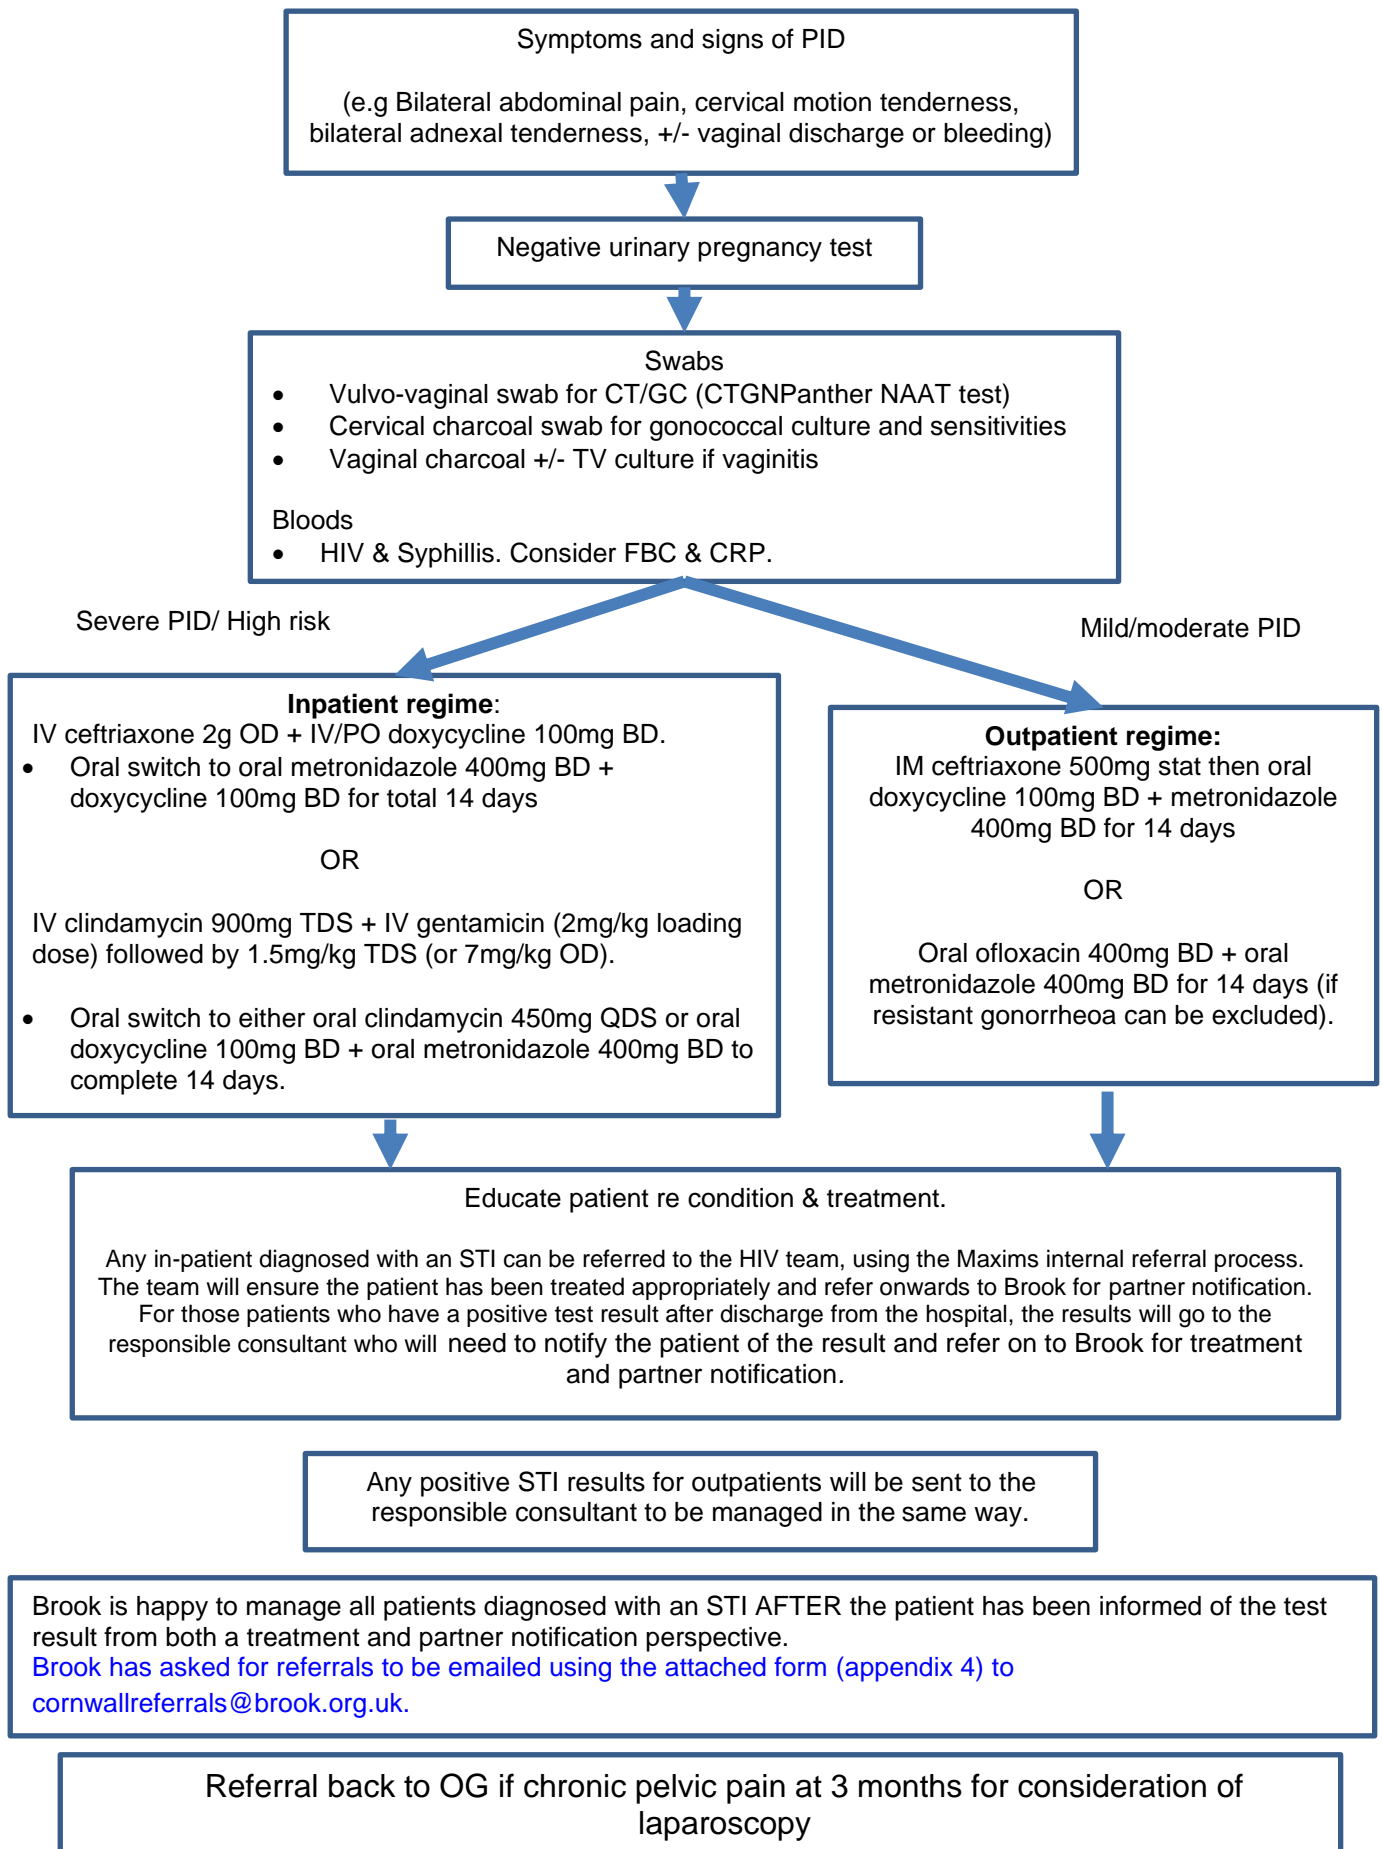 Symptoms and signs of PID
(e.g Bilateral abdominal pain, cervical motion tenderness,
bilateral adnexal tenderness, +/- vaginal discharge or bleeding)
Negative urinary pregnancy test
Swabs
• Vulvo-vaginal swab for CT/GC (CTGNPanther NAAT test)
• Cervical charcoal swab for gonococcal culture and sensitivities
• Vaginal charcoal +/- TV culture if vaginitis
Bloods
• HIV & Syphillis. Consider FBC & CRP.
Severe PID/ High risk
Mild/moderate PID
Inpatient regime:
IV ceftriaxone 2g OD + IV/PO doxycycline 100mg BD.
• Oral switch to oral metronidazole 400mg BD +
doxycycline 100mg BD for total 14 days
OR
IV clindamycin 900mg TDS + IV gentamicin (2mg/kg loading
dose) followed by 1.5mg/kg TDS (or 7mg/kg OD).
• Oral switch to either oral clindamycin 450mg QDS or oral
doxycycline 100mg BD + oral metronidazole 400mg BD to
complete 14 days.
Outpatient regime:
IM ceftriaxone 500mg stat then oral
doxycycline 100mg BD + metronidazole
400mg BD for 14 days
OR
Oral ofloxacin 400mg BD + oral
metronidazole 400mg BD for 14 days (if
resistant gonorrheoa can be excluded).
Educate patient re condition & treatment.
Any in-patient diagnosed with an STI can be referred to the HIV team, using the Maxims internal referral process.
The team will ensure the patient has been treated appropriately and refer onwards to Brook for partner notification.
For those patients who have a positive test result after discharge from the hospital, the results will go to the
responsible consultant who will need to notify the patient of the result and refer on to Brook for treatment
and partner notification.
Any positive STI results for outpatients will be sent to the
responsible consultant to be managed in the same way.
Brook is happy to manage all patients diagnosed with an STI AFTER the patient has been informed of the test
result from both a treatment and partner notification perspective.
Brook has asked for referrals to be emailed using the attached form (appendix 4) to
cornwallreferrals@brook.org.uk.
Referral back to OG if chronic pelvic pain at 3 months for consideration of
laparoscopy